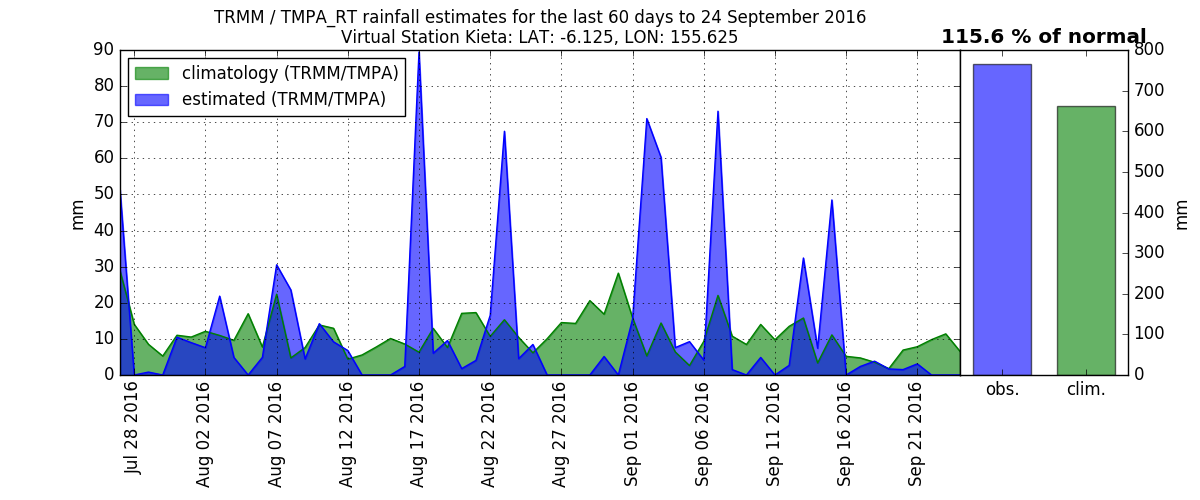 TRMM / TMPA_RT rainfall estimates for the last 60 days to 24 September 2016
Virtual Station Kieta: LAT: -6.125, LON: 155.625
115.6 % of normal
climatology (TRMM/TMPA)
estimated (TRMM/TMPA)
90
80
70
60
50
40
30
20
10
0
mm
Jul 28 2016
Aug 02 2016
Aug 07 2016
Aug 12 2016
Aug 17 2016
Aug 22 2016
Aug 27 2016
Sep 01 2016
Sep 06 2016
Sep 11 2016
Sep 16 2016
Sep 21 2016
obs.
clim.
800
700
600
500
400
300
200
100
0
mm